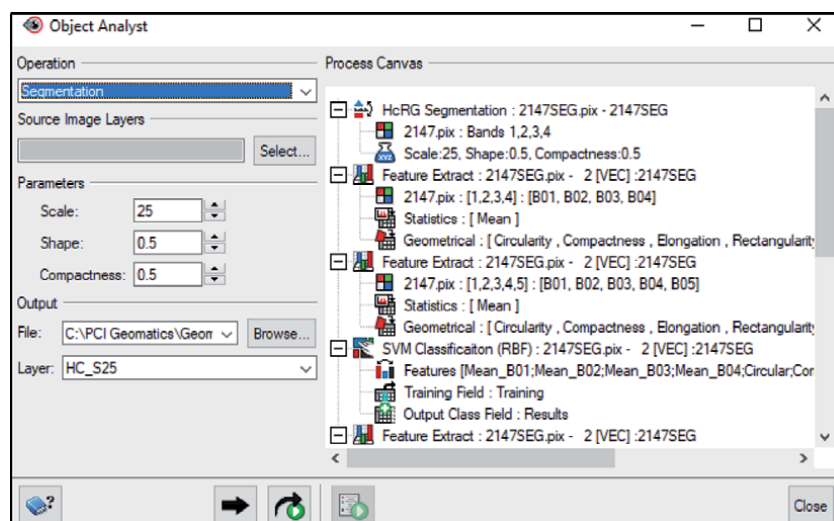 Object Analyst
Operation
Segmentation
Source Image Layers
Select...
Parameters
Scale: 25
Shape: 0.5
Compactness: 0.5
Output
File: C:\PCI Geomatics\Geom Browse...
Layer: HC_S25
Process Canvas
HcRG Segmentation : 2147SEG.pix - 2147SEG
2147.pix : Bands 1,2,3,4
XYZ Scale:25, Shape:0.5, Compactness:0.5
Feature Extract : 2147SEG.pix - 2 [VEC] :2147SEG
2147.pix : [1,2,3,4] : [B01, B02, B03, B04]
Statistics : [ Mean ]
Geometrical : [ Circularity , Compactness , Elongation , Rectangularity
Feature Extract : 2147SEG.pix - 2 [VEC] :2147SEG
2147.pix : [1,2,3,4,5] : [B01, B02, B03, B04, B05]
Statistics : [ Mean ]
Geometrical : [ Circularity , Compactness , Elongation , Rectangularity
SVM Classificaiton (RBF) : 2147SEG.pix - 2 [VEC] :2147SEG
Features [Mean_B01;Mean_B02;Mean_B03;Mean_B04;Circular;Cor
Training Field : Training
Output Class Field : Results
Feature Extract : 2147SEG.pix - 2 [VEC] :2147SEG
Close